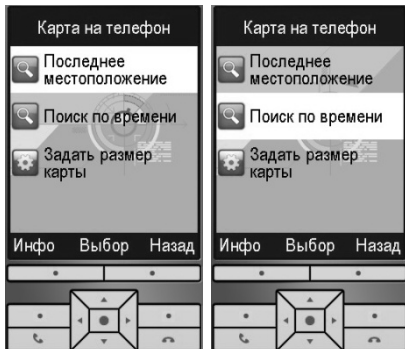 Карта на телефон
Последнее
местоположение
Поиск по времени
Задать размер
карты
Инфо Выбор Назад
Карта на телефон
Последнее
местоположение
Поиск по времени
Задать размер
карты
Инфо Выбор Назад